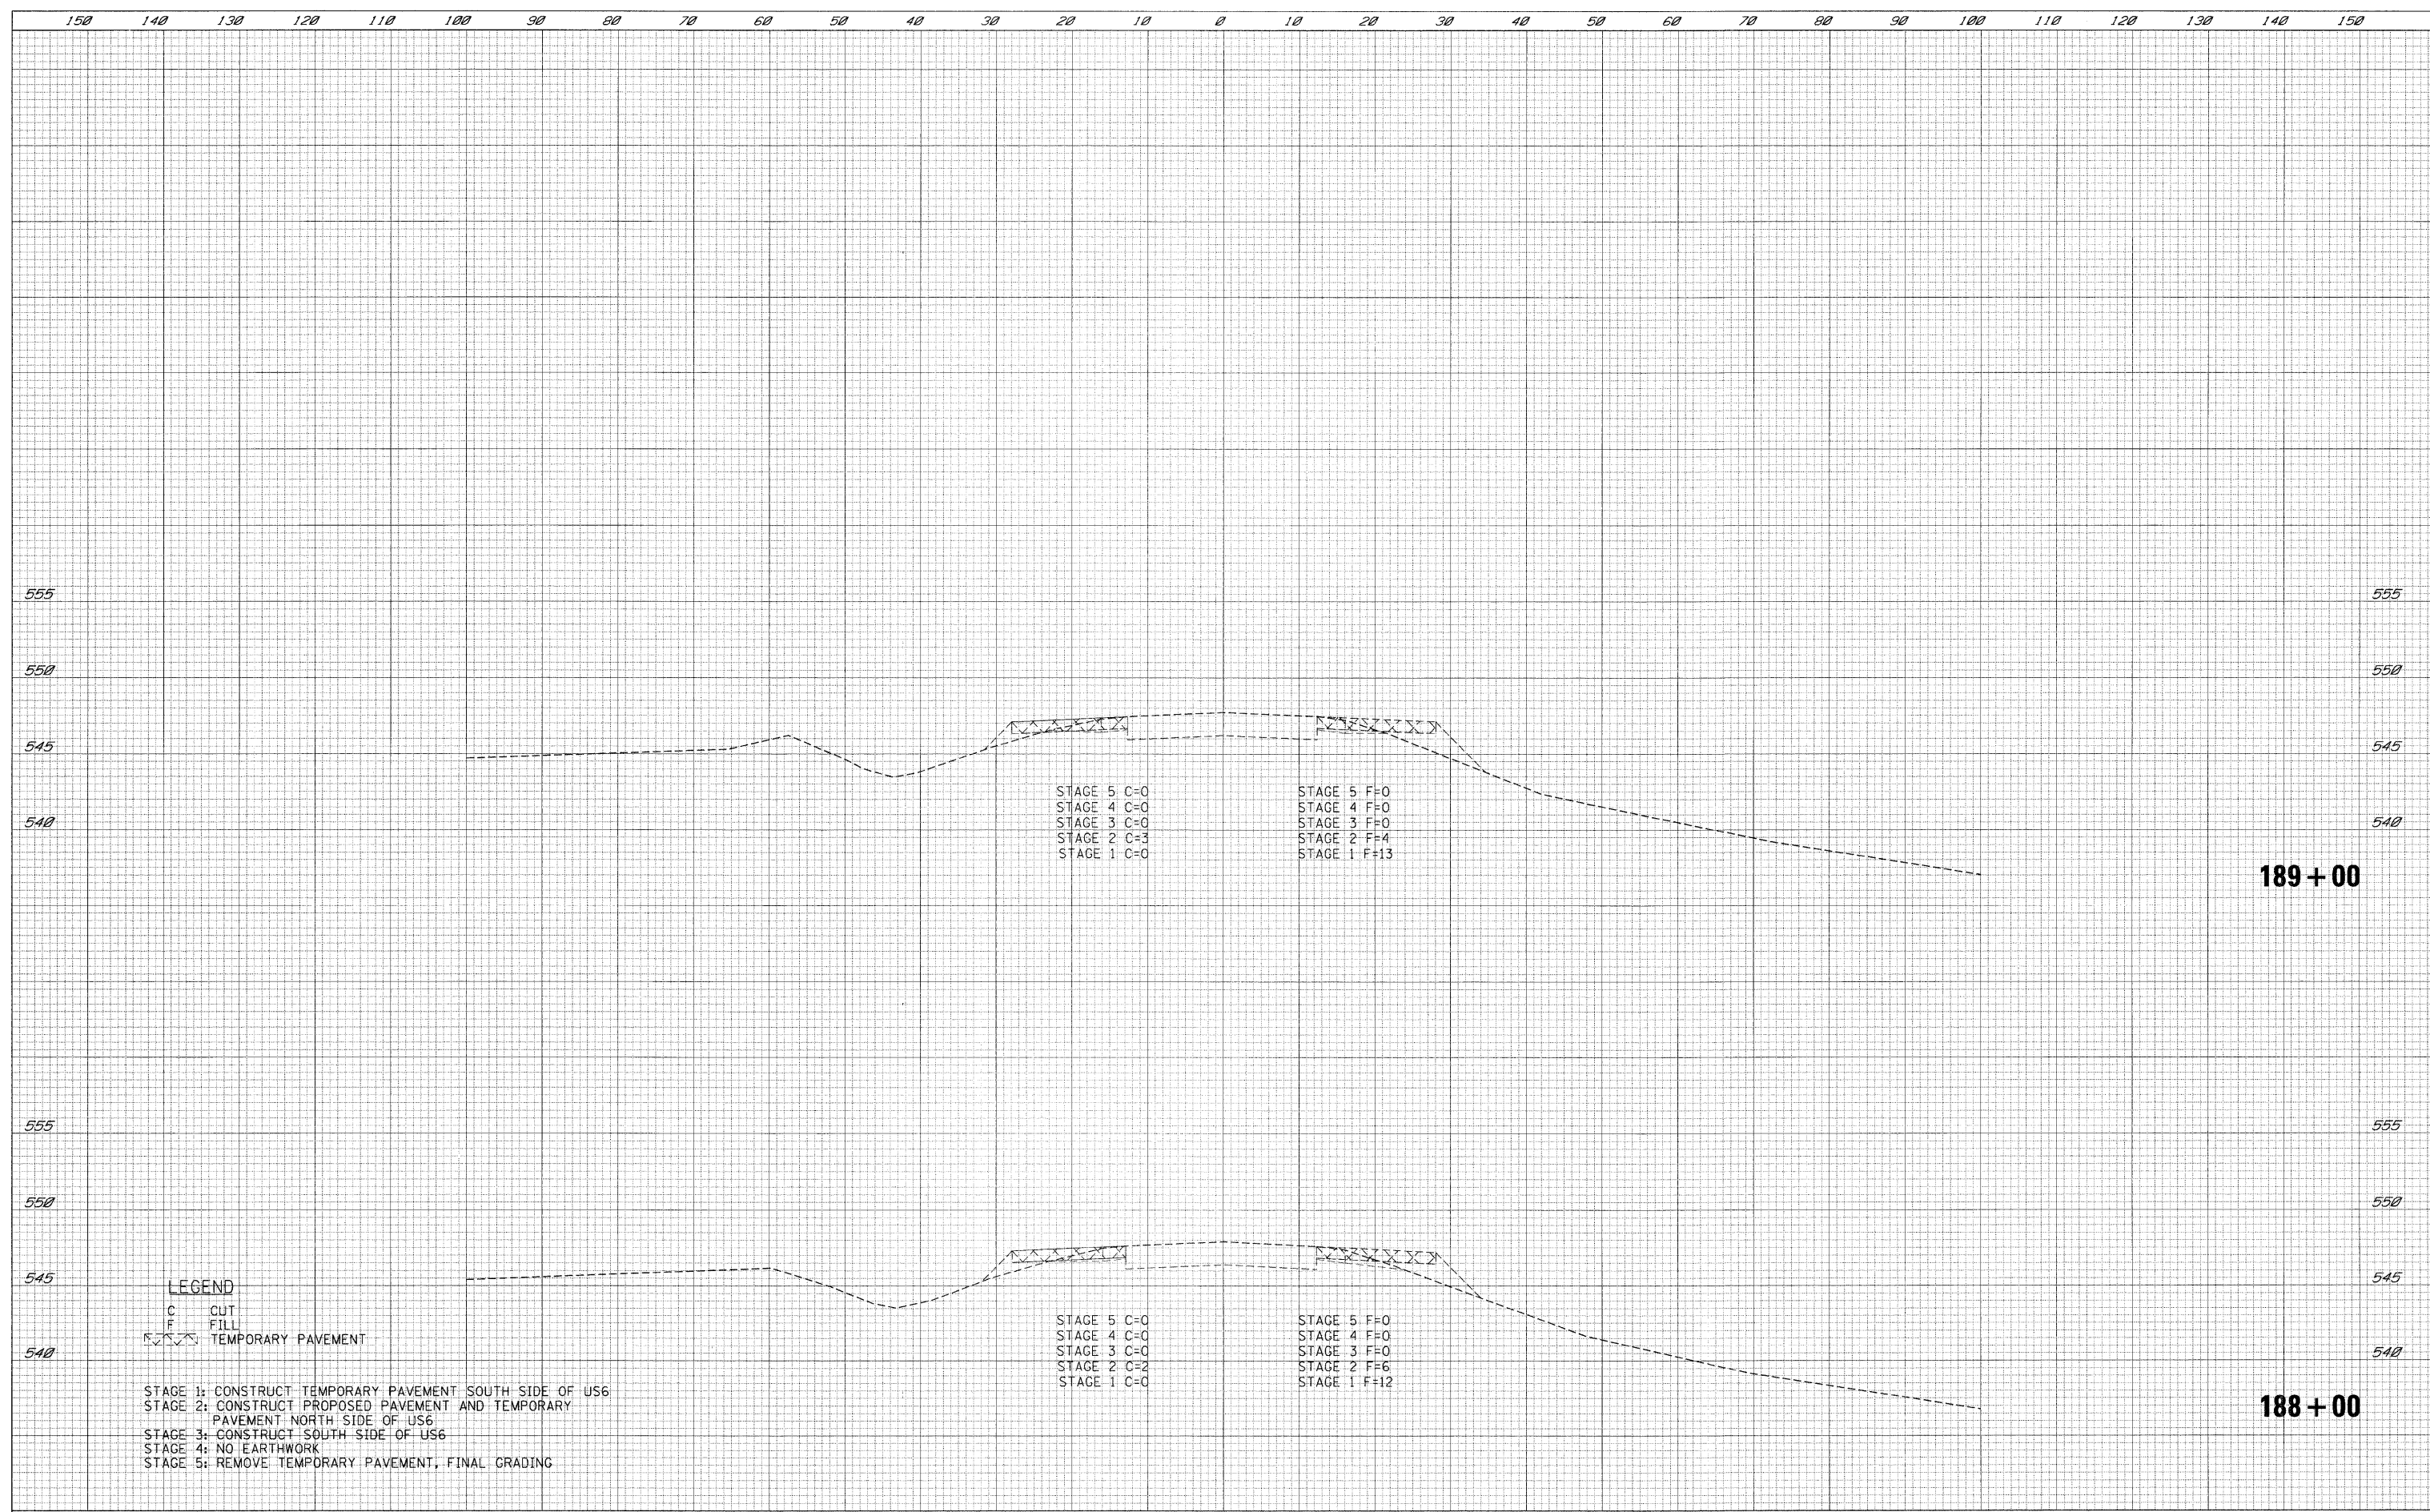 150 140 130 120 110 100 90 80 70 60 50 40 30 20 10 0 10 20 30 40 50 60 70 80 90 100 110 120 130 140 150
555 555
550 550
545 545
STAGE 5 C=0 STAGE 5 F=0
STAGE 4 C=0 STAGE 4 F=0
STAGE 3 C=0 STAGE 3 F=0
540 540
STAGE 2 C=3 STAGE 2 F=4
STAGE 1 C=0 STAGE 1 F=13
189+00
555 555
550 550
545 545
LEGEND
C CUT
F FILL
TEMPORARY PAVEMENT
STAGE 5 C=0 STAGE 5 F=0
STAGE 4 C=0 STAGE 4 F=0
STAGE 3 C=0 STAGE 3 F=0
540 540
STAGE 2 C=2 STAGE 2 F=6
STAGE 1 C=0 STAGE 1 F=12
STAGE 1: CONSTRUCT TEMPORARY PAVEMENT SOUTH SIDE OF US6
STAGE 2: CONSTRUCT PROPOSED PAVEMENT AND TEMPORARY
PAVEMENT NORTH SIDE OF US6
STAGE 3: CONSTRUCT SOUTH SIDE OF US6
STAGE 4: NO EARTHWORK
STAGE 5: REMOVE TEMPORARY PAVEMENT, FINAL GRADING
188+00